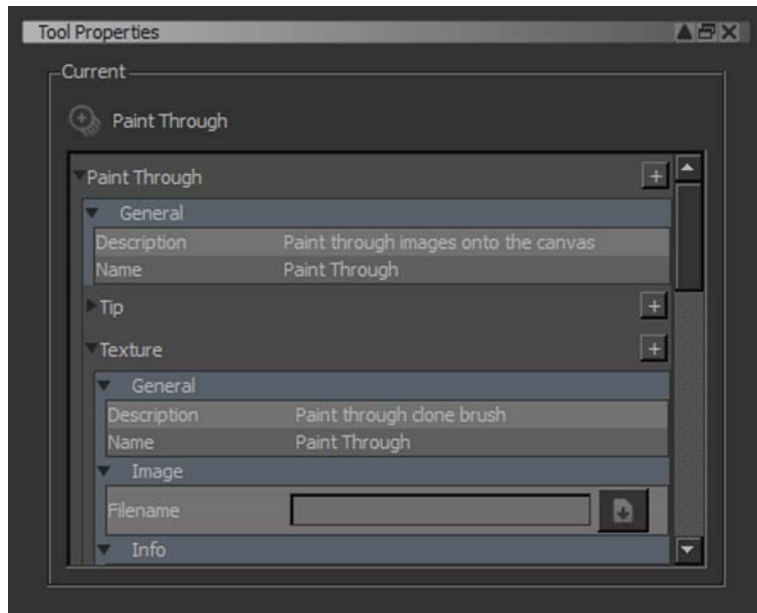 Tool Properties
Current
Paint Through
Paint Through
General
Description Paint through images onto the canvas
Name Paint Through
Tip
Texture
General
Description Paint through clone brush
Name Paint Through
Image
Filename
Info